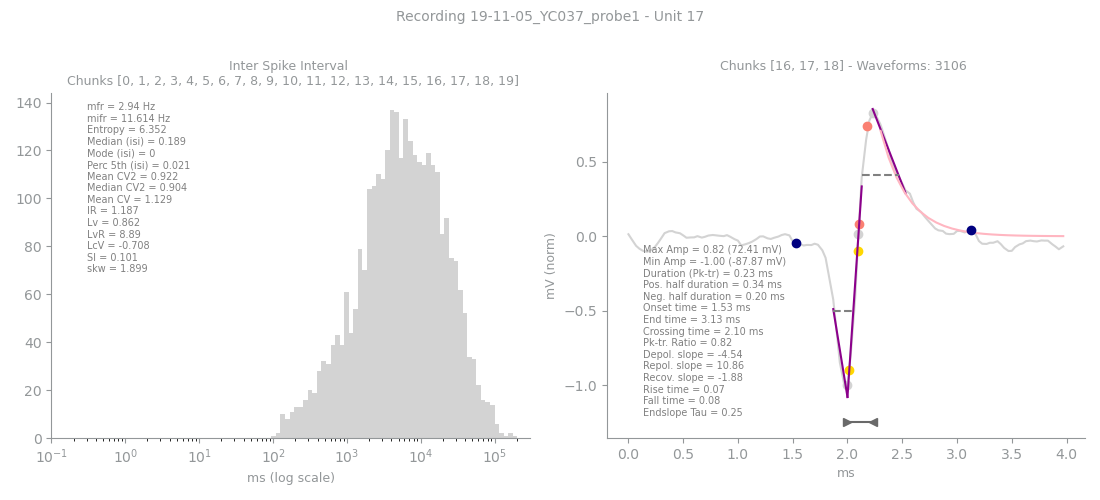 Recording 19-11-05_YC037_probe1 - Unit 17
Inter Spike Interval
Chunks [0, 1, 2, 3, 4, 5, 6, 7, 8, 9, 10, 11, 12, 13, 14, 15, 16, 17, 18, 19]
140
120
100
80
60
40
20
0
mfr = 2.94 Hz
mifr = 11.614 Hz
Entropy = 6.352
Median (isi) = 0.189
Mode (isi) = 0
Perc 5th (isi) = 0.021
Mean CV2 = 0.922
Median CV2 = 0.904
Mean CV = 1.129
IR = 1.187
Lv = 0.862
LvR = 8.89
LcV = -0.708
SI = 0.101
skw = 1.899
10⁻¹ 10⁰ 10¹ 10² 10³ 10⁴ 10⁵
ms (log scale)
Chunks [16, 17, 18] - Waveforms: 3106
mV (norm)
0.5
0.0
−0.5
−1.0
Max Amp = 0.82 (72.41 mV)
Min Amp = -1.00 (-87.87 mV)
Duration (Pk-tr) = 0.23 ms
Pos. half duration = 0.34 ms
Neg. half duration = 0.20 ms
Onset time = 1.53 ms
End time = 3.13 ms
Crossing time = 2.10 ms
Pk-tr. Ratio = 0.82
Depol. slope = -4.54
Repol. slope = 10.86
Recov. slope = -1.88
Rise time = 0.07
Fall time = 0.08
Endslope Tau = 0.25
0.0 0.5 1.0 1.5 2.0 2.5 3.0 3.5 4.0
ms